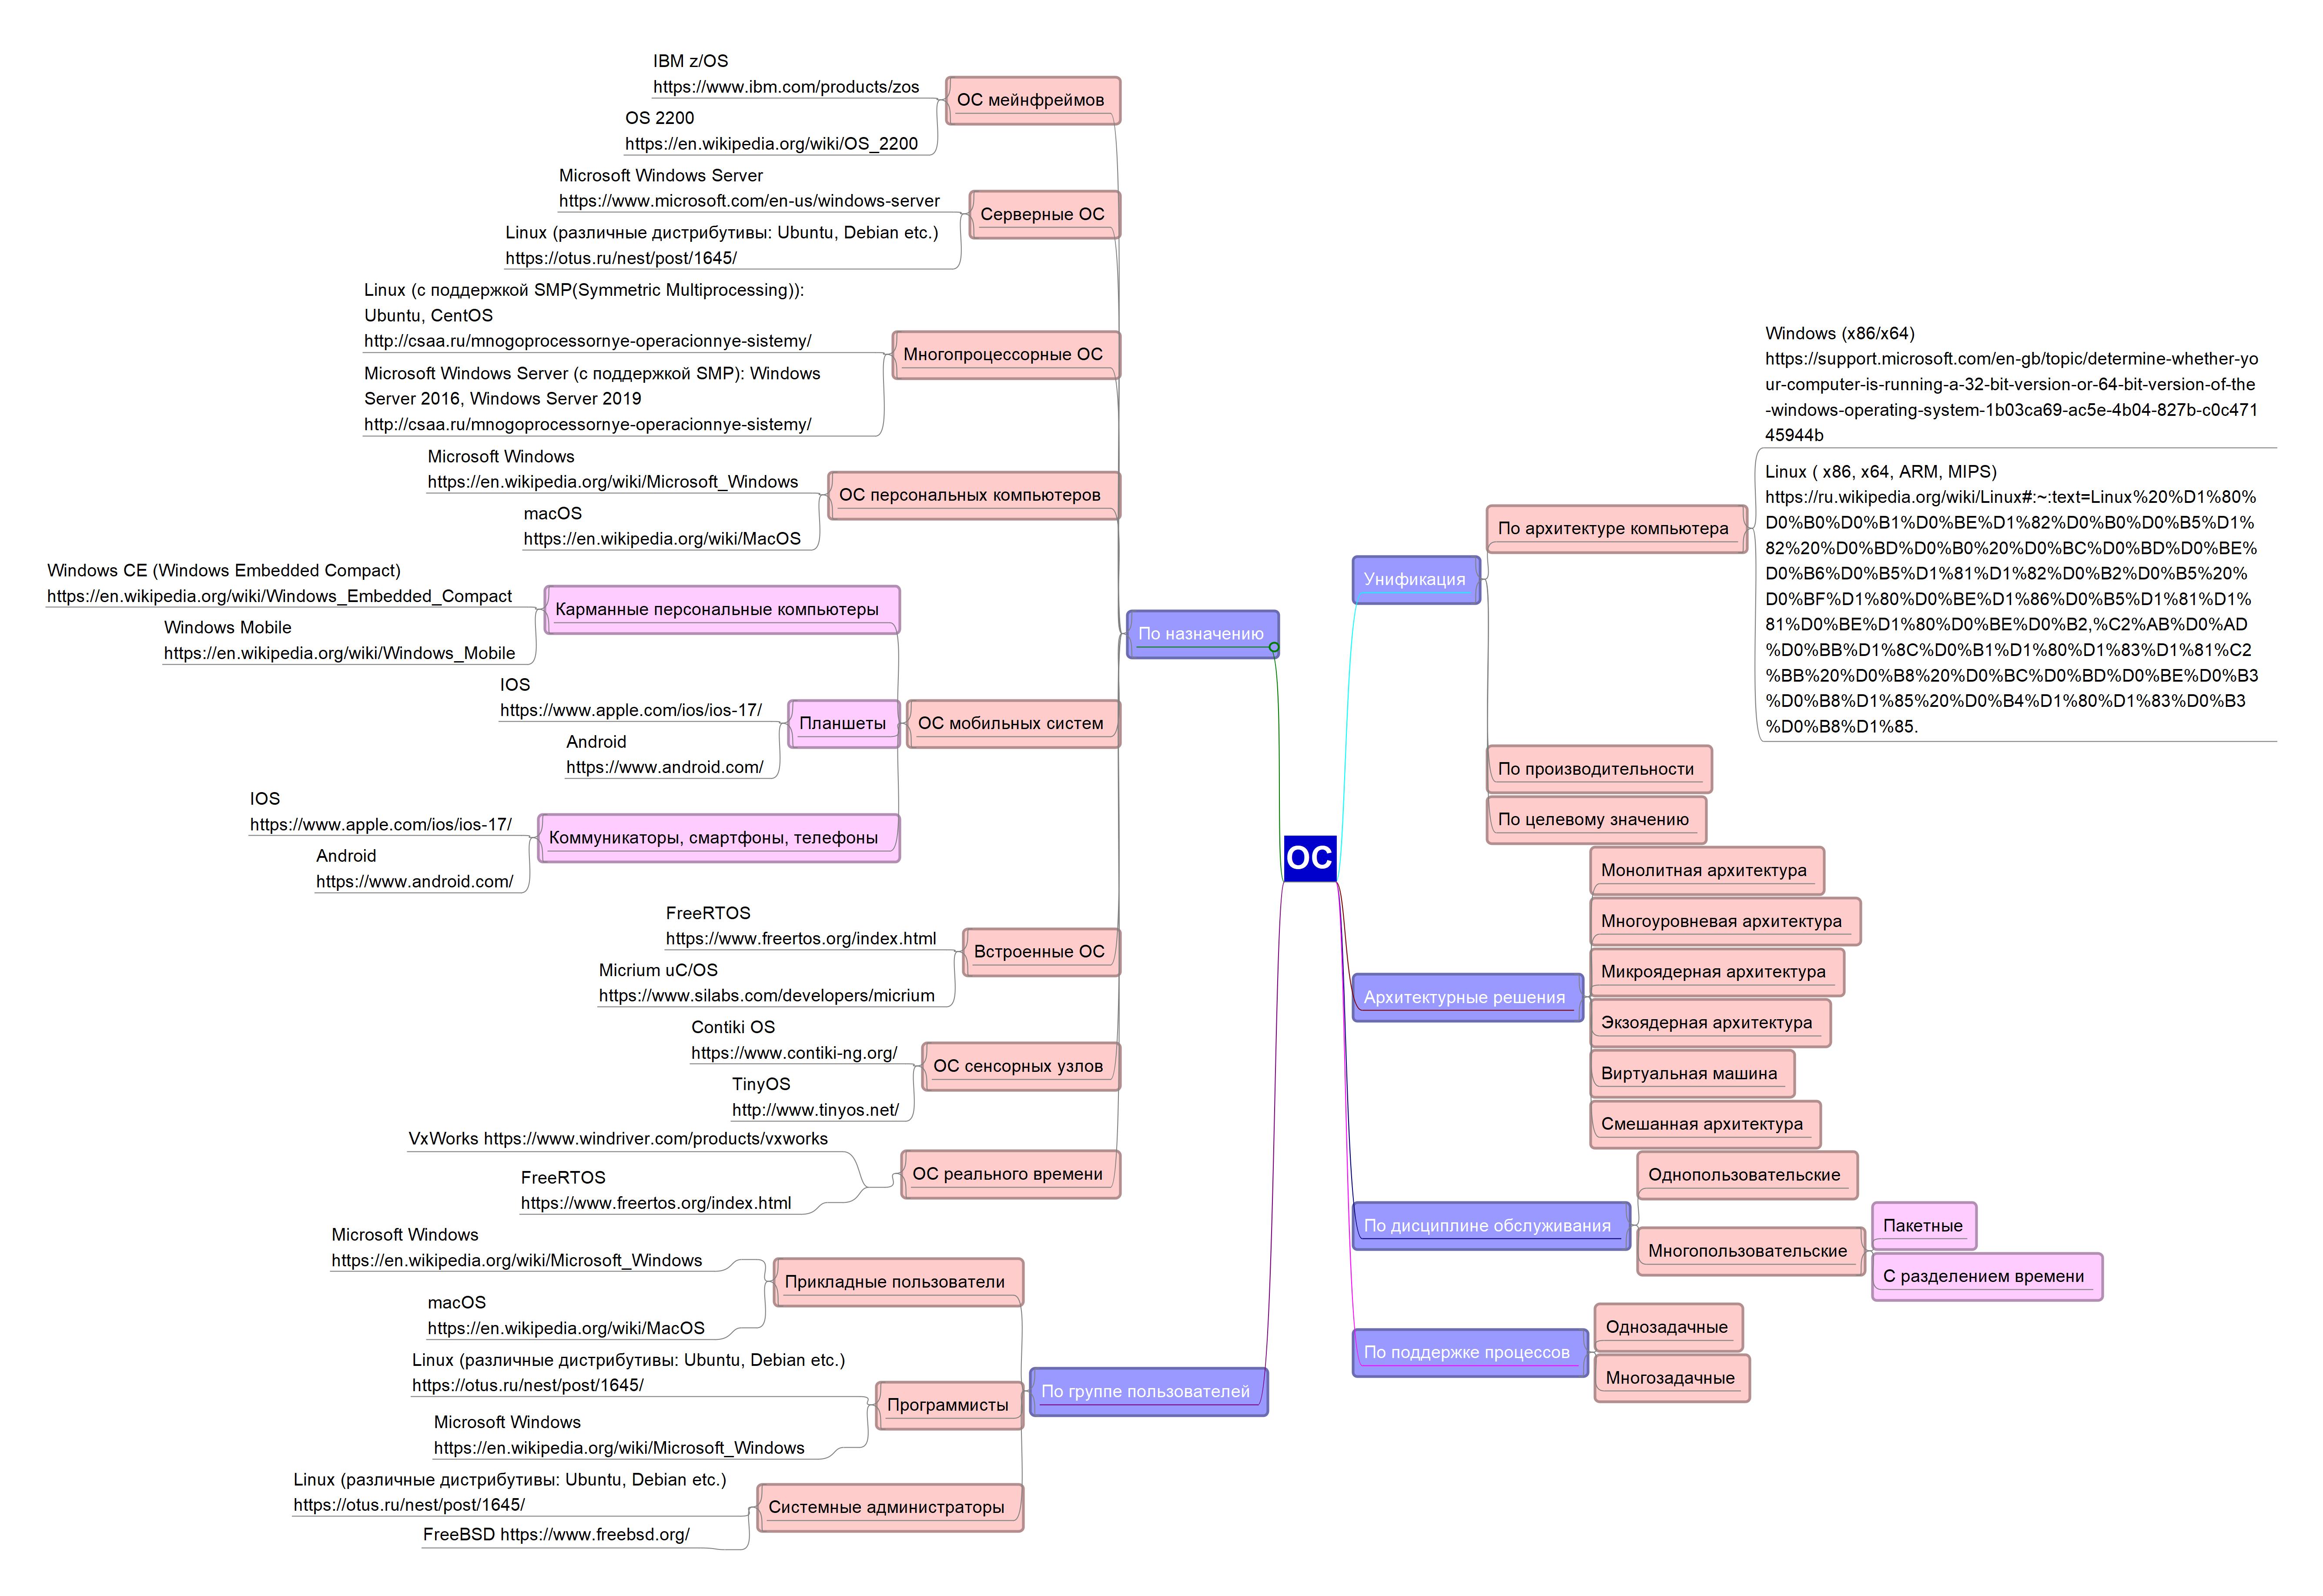 IBM z/OS
https://www.ibm.com/products/zos
OS 2200
https://en.wikipedia.org/wiki/OS_2200
ОС мейнфреймов
Microsoft Windows Server
https://www.microsoft.com/en-us/windows-server
Linux (различные дистрибутивы: Ubuntu, Debian etc.)
https://otus.ru/nest/post/1645/
Серверные ОС
Linux (с поддержкой SMP(Symmetric Multiprocessing)):
Ubuntu, CentOS
http://csaa.ru/mnogoprocessornye-operacionnye-sistemy/
Microsoft Windows Server (с поддержкой SMP): Windows
Server 2016, Windows Server 2019
http://csaa.ru/mnogoprocessornye-operacionnye-sistemy/
Многопроцессорные ОС
Microsoft Windows
https://en.wikipedia.org/wiki/Microsoft_Windows
macOS
https://en.wikipedia.org/wiki/MacOS
ОС персональных компьютеров
Windows CE (Windows Embedded Compact)
https://en.wikipedia.org/wiki/Windows_Embedded_Compact
Windows Mobile
https://en.wikipedia.org/wiki/Windows_Mobile
Карманные персональные компьютеры
IOS
https://www.apple.com/ios/ios-17/
Android
https://www.android.com/
Планшеты
IOS
https://www.apple.com/ios/ios-17/
Android
https://www.android.com/
Коммуникаторы, смартфоны, телефоны
ОС мобильных систем
FreeRTOS
https://www.freertos.org/index.html
Micrium uC/OS
https://www.silabs.com/developers/micrium
Встроенные ОС
Contiki OS
https://www.contiki-ng.org/
TinyOS
http://www.tinyos.net/
ОС сенсорных узлов
VxWorks https://www.windriver.com/products/vxworks
FreeRTOS
https://www.freertos.org/index.html
ОС реального времени
По назначению
Microsoft Windows
https://en.wikipedia.org/wiki/Microsoft_Windows
macOS
https://en.wikipedia.org/wiki/MacOS
Прикладные пользователи
Linux (различные дистрибутивы: Ubuntu, Debian etc.)
https://otus.ru/nest/post/1645/
Microsoft Windows
https://en.wikipedia.org/wiki/Microsoft_Windows
Программисты
Linux (различные дистрибутивы: Ubuntu, Debian etc.)
https://otus.ru/nest/post/1645/
FreeBSD https://www.freebsd.org/
Системные администраторы
По группе пользователей
ОС
Унификация
По архитектуре компьютера
Windows (x86/x64)
https://support.microsoft.com/en-gb/topic/determine-whether-yo
ur-computer-is-running-a-32-bit-version-or-64-bit-version-of-the
-windows-operating-system-1b03ca69-ac5e-4b04-827b-c0c471
45944b
Linux ( x86, x64, ARM, MIPS)
https://ru.wikipedia.org/wiki/Linux#:~:text=Linux%20%D1%80%
D0%B0%D0%B1%D0%BE%D1%82%D0%B0%D0%B5%D1%
82%20%D0%BD%D0%B0%20%D0%BC%D0%BD%D0%BE%
D0%B6%D0%B5%D1%81%D1%82%D0%B2%D0%B5%20%
D0%BF%D1%80%D0%BE%D1%86%D0%B5%D1%81%D1%
81%D0%BE%D1%80%D0%BE%D0%B2,%C2%AB%D0%AD
%D0%BB%D1%8C%D0%B1%D1%80%D1%83%D1%81%C2
%BB%20%D0%B8%20%D0%BC%D0%BD%D0%BE%D0%B3
%D0%B8%D1%85%20%D0%B4%D1%80%D1%83%D0%B3
%D0%B8%D1%85.
По производительности
По целевому значению
Архитектурные решения
Монолитная архитектура
Многоуровневая архитектура
Микроядерная архитектура
Экзоядерная архитектура
Виртуальная машина
Смешанная архитектура
По дисциплине обслуживания
Однопользовательские
Многопользовательские
Пакетные
С разделением времени
По поддержке процессов
Однозадачные
Многозадачные